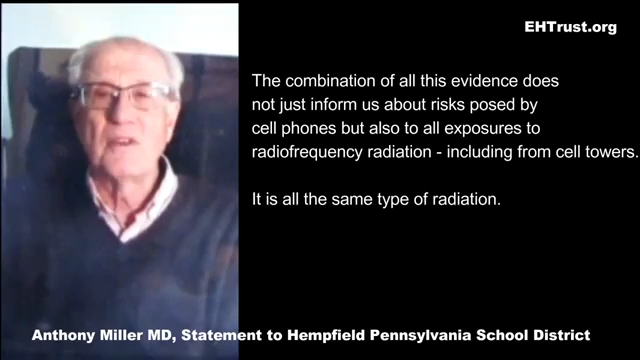 EHTrust.org
The combination of all this evidence does
not just inform us about risks posed by
cell phones but also to all exposures to
radiofrequency radiation - including from cell towers.
It is all the same type of radiation.
Anthony Miller MD, Statement to Hempfield Pennsylvania School District